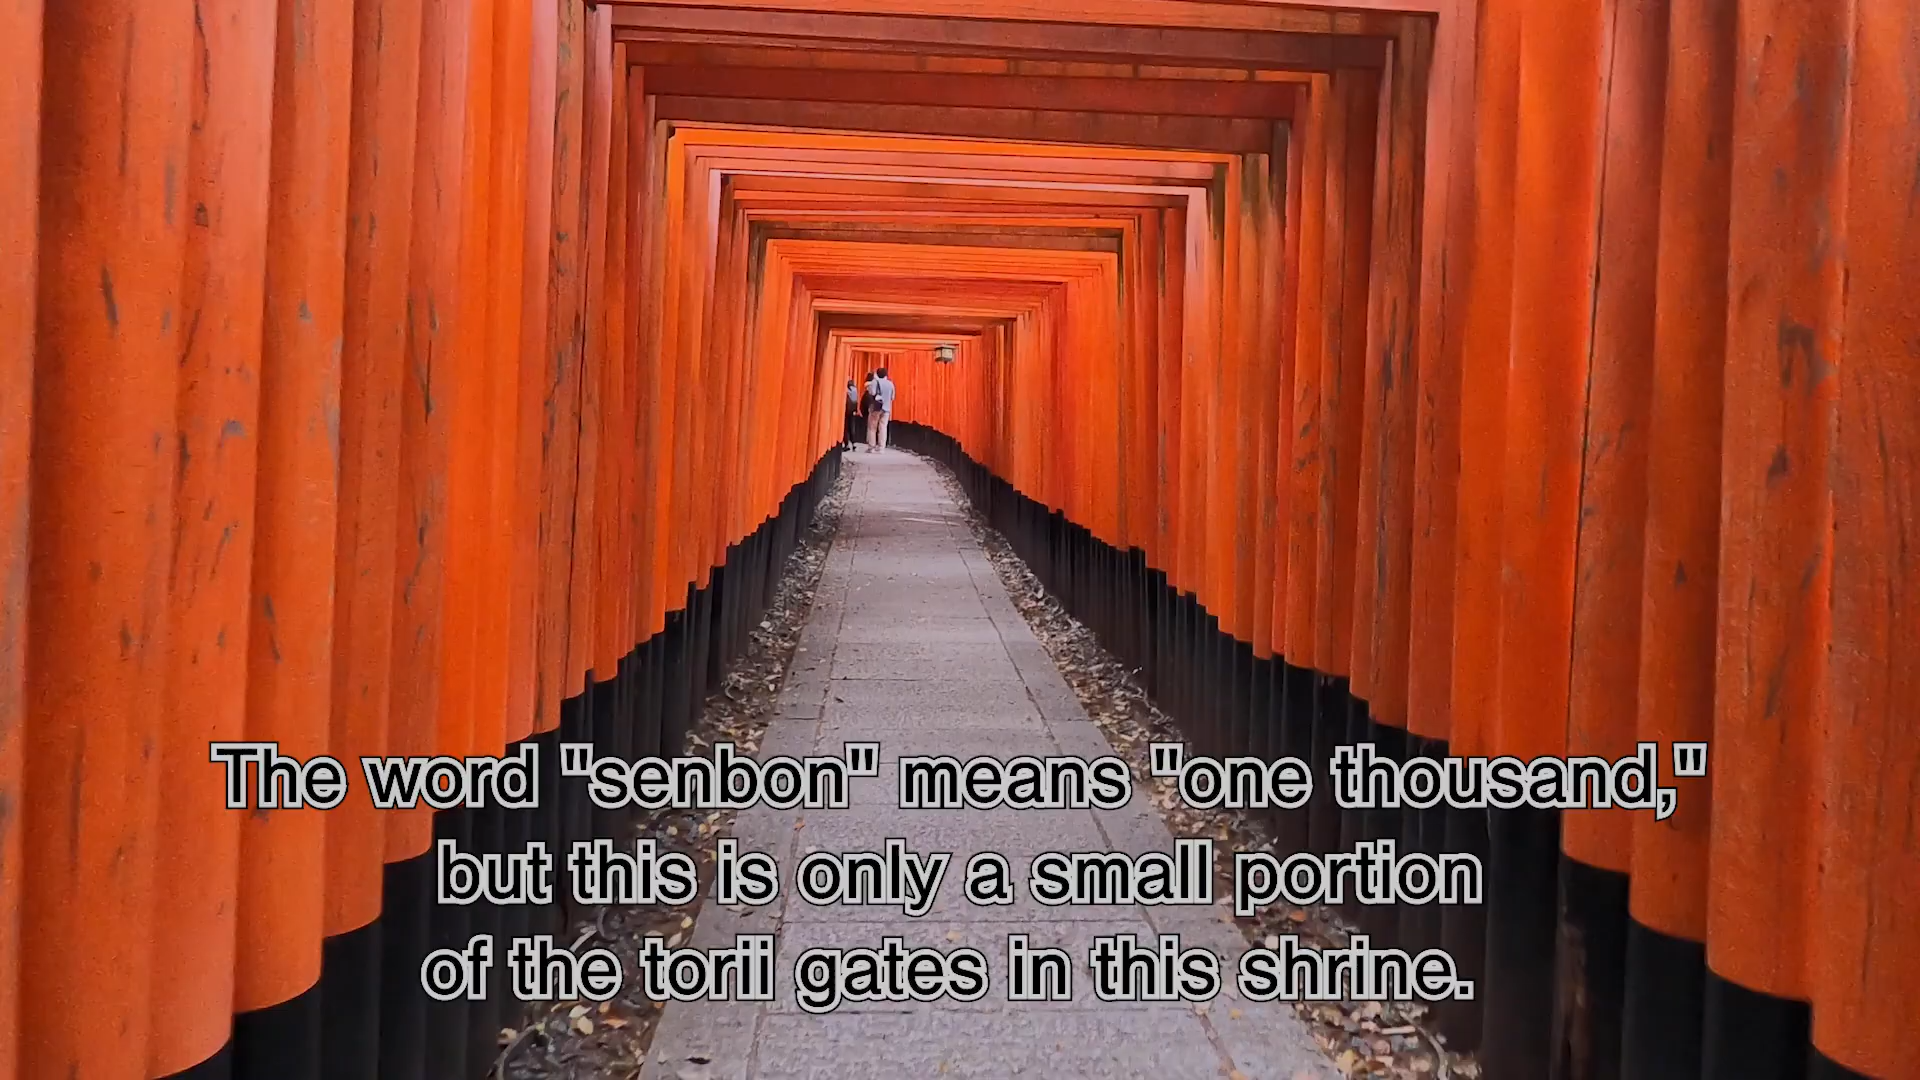 The word "senbon" means "one thousand,"
but this is only a small portion
of the torii gates in this shrine.